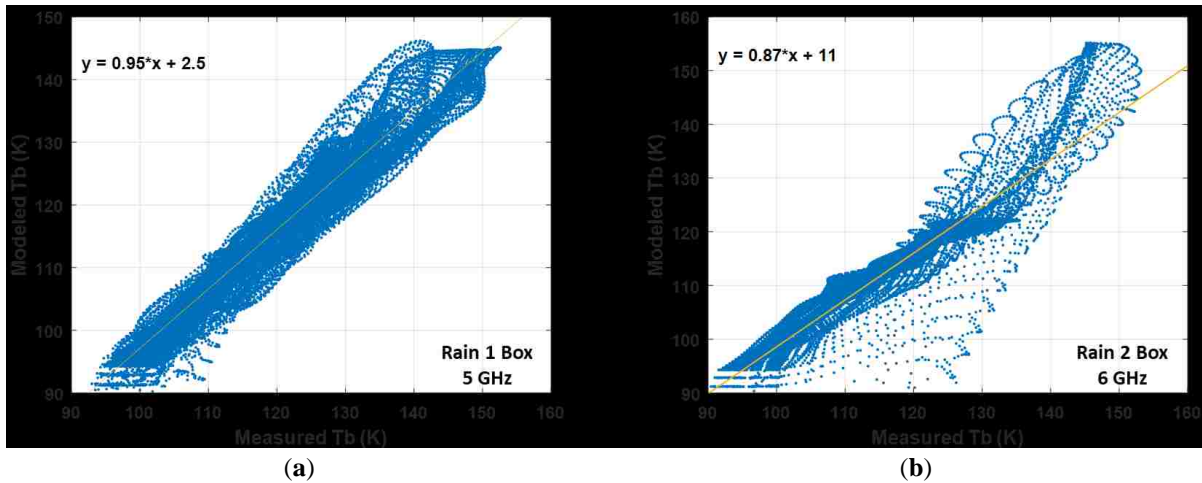 150
140
130
120
110
100
90
Modeled Tb (K)
y = 0.95*x + 2.5
Rain 1 Box
5 GHz
90 100 110 120 130 140 150 160
Measured Tb (K)
(a)
160
150
140
130
120
110
100
90
Modeled Tb (K)
y = 0.87*x + 11
Rain 2 Box
6 GHz
90 100 110 120 130 140 150 160
Measured Tb (K)
(b)